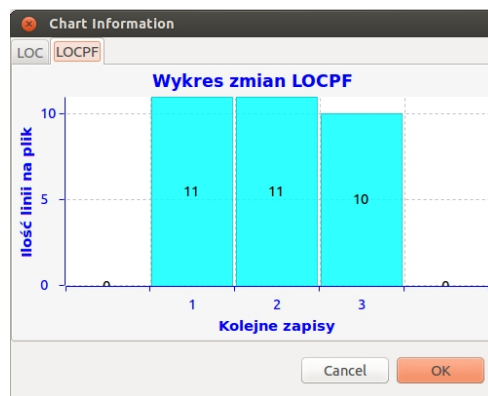 Chart Information
LOC LOCPF
Wykres zmian LOCPF
Ilość linii na plik
10
5
0
0 11 11 10 0
1 2 3
Kolejne zapisy
Cancel OK